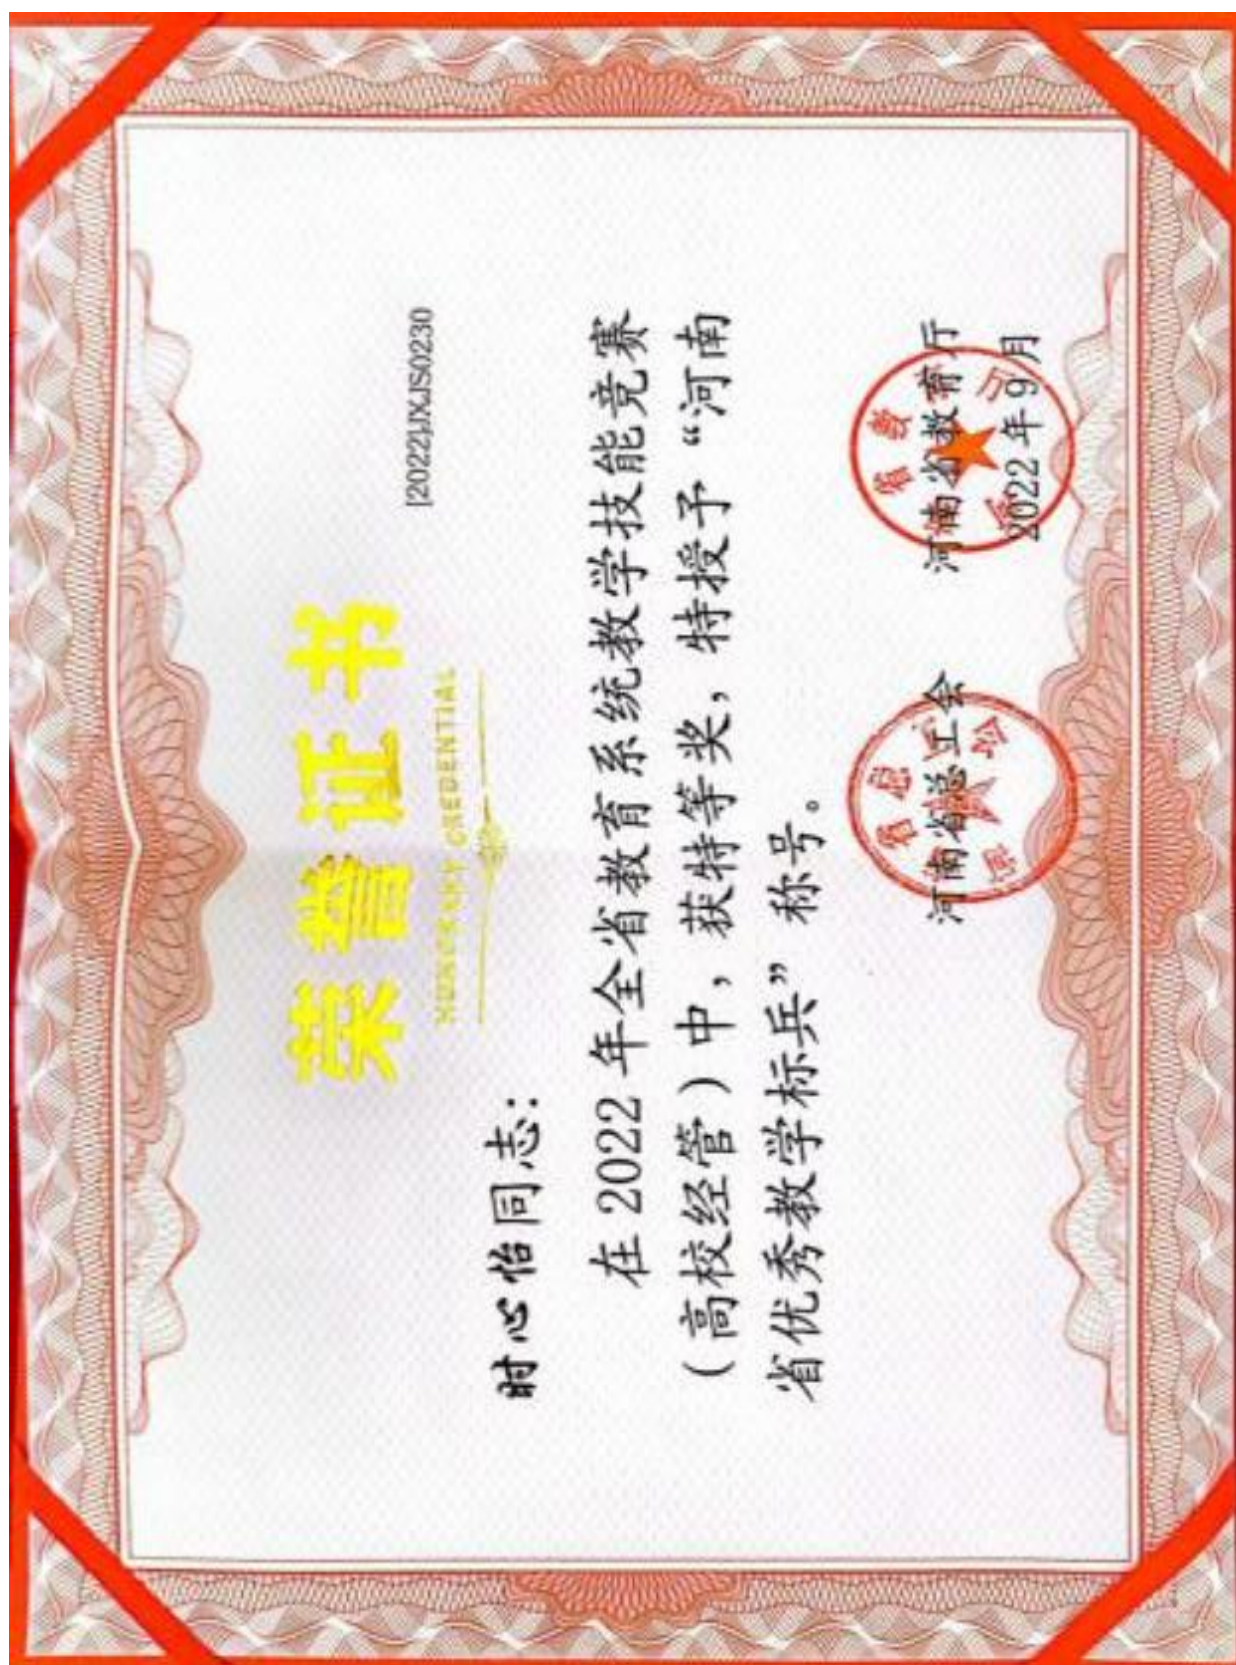 荣誉证书
HONORARY CREDENTIAL
[2022]JXJS0230
时心怡同志：
在2022年全省教育系统教学技能竞赛
（高校经管）中，获特等奖，特授予“河南
省优秀教学标兵”称号。
河南省总工会 河南省教育厅
2022年9月